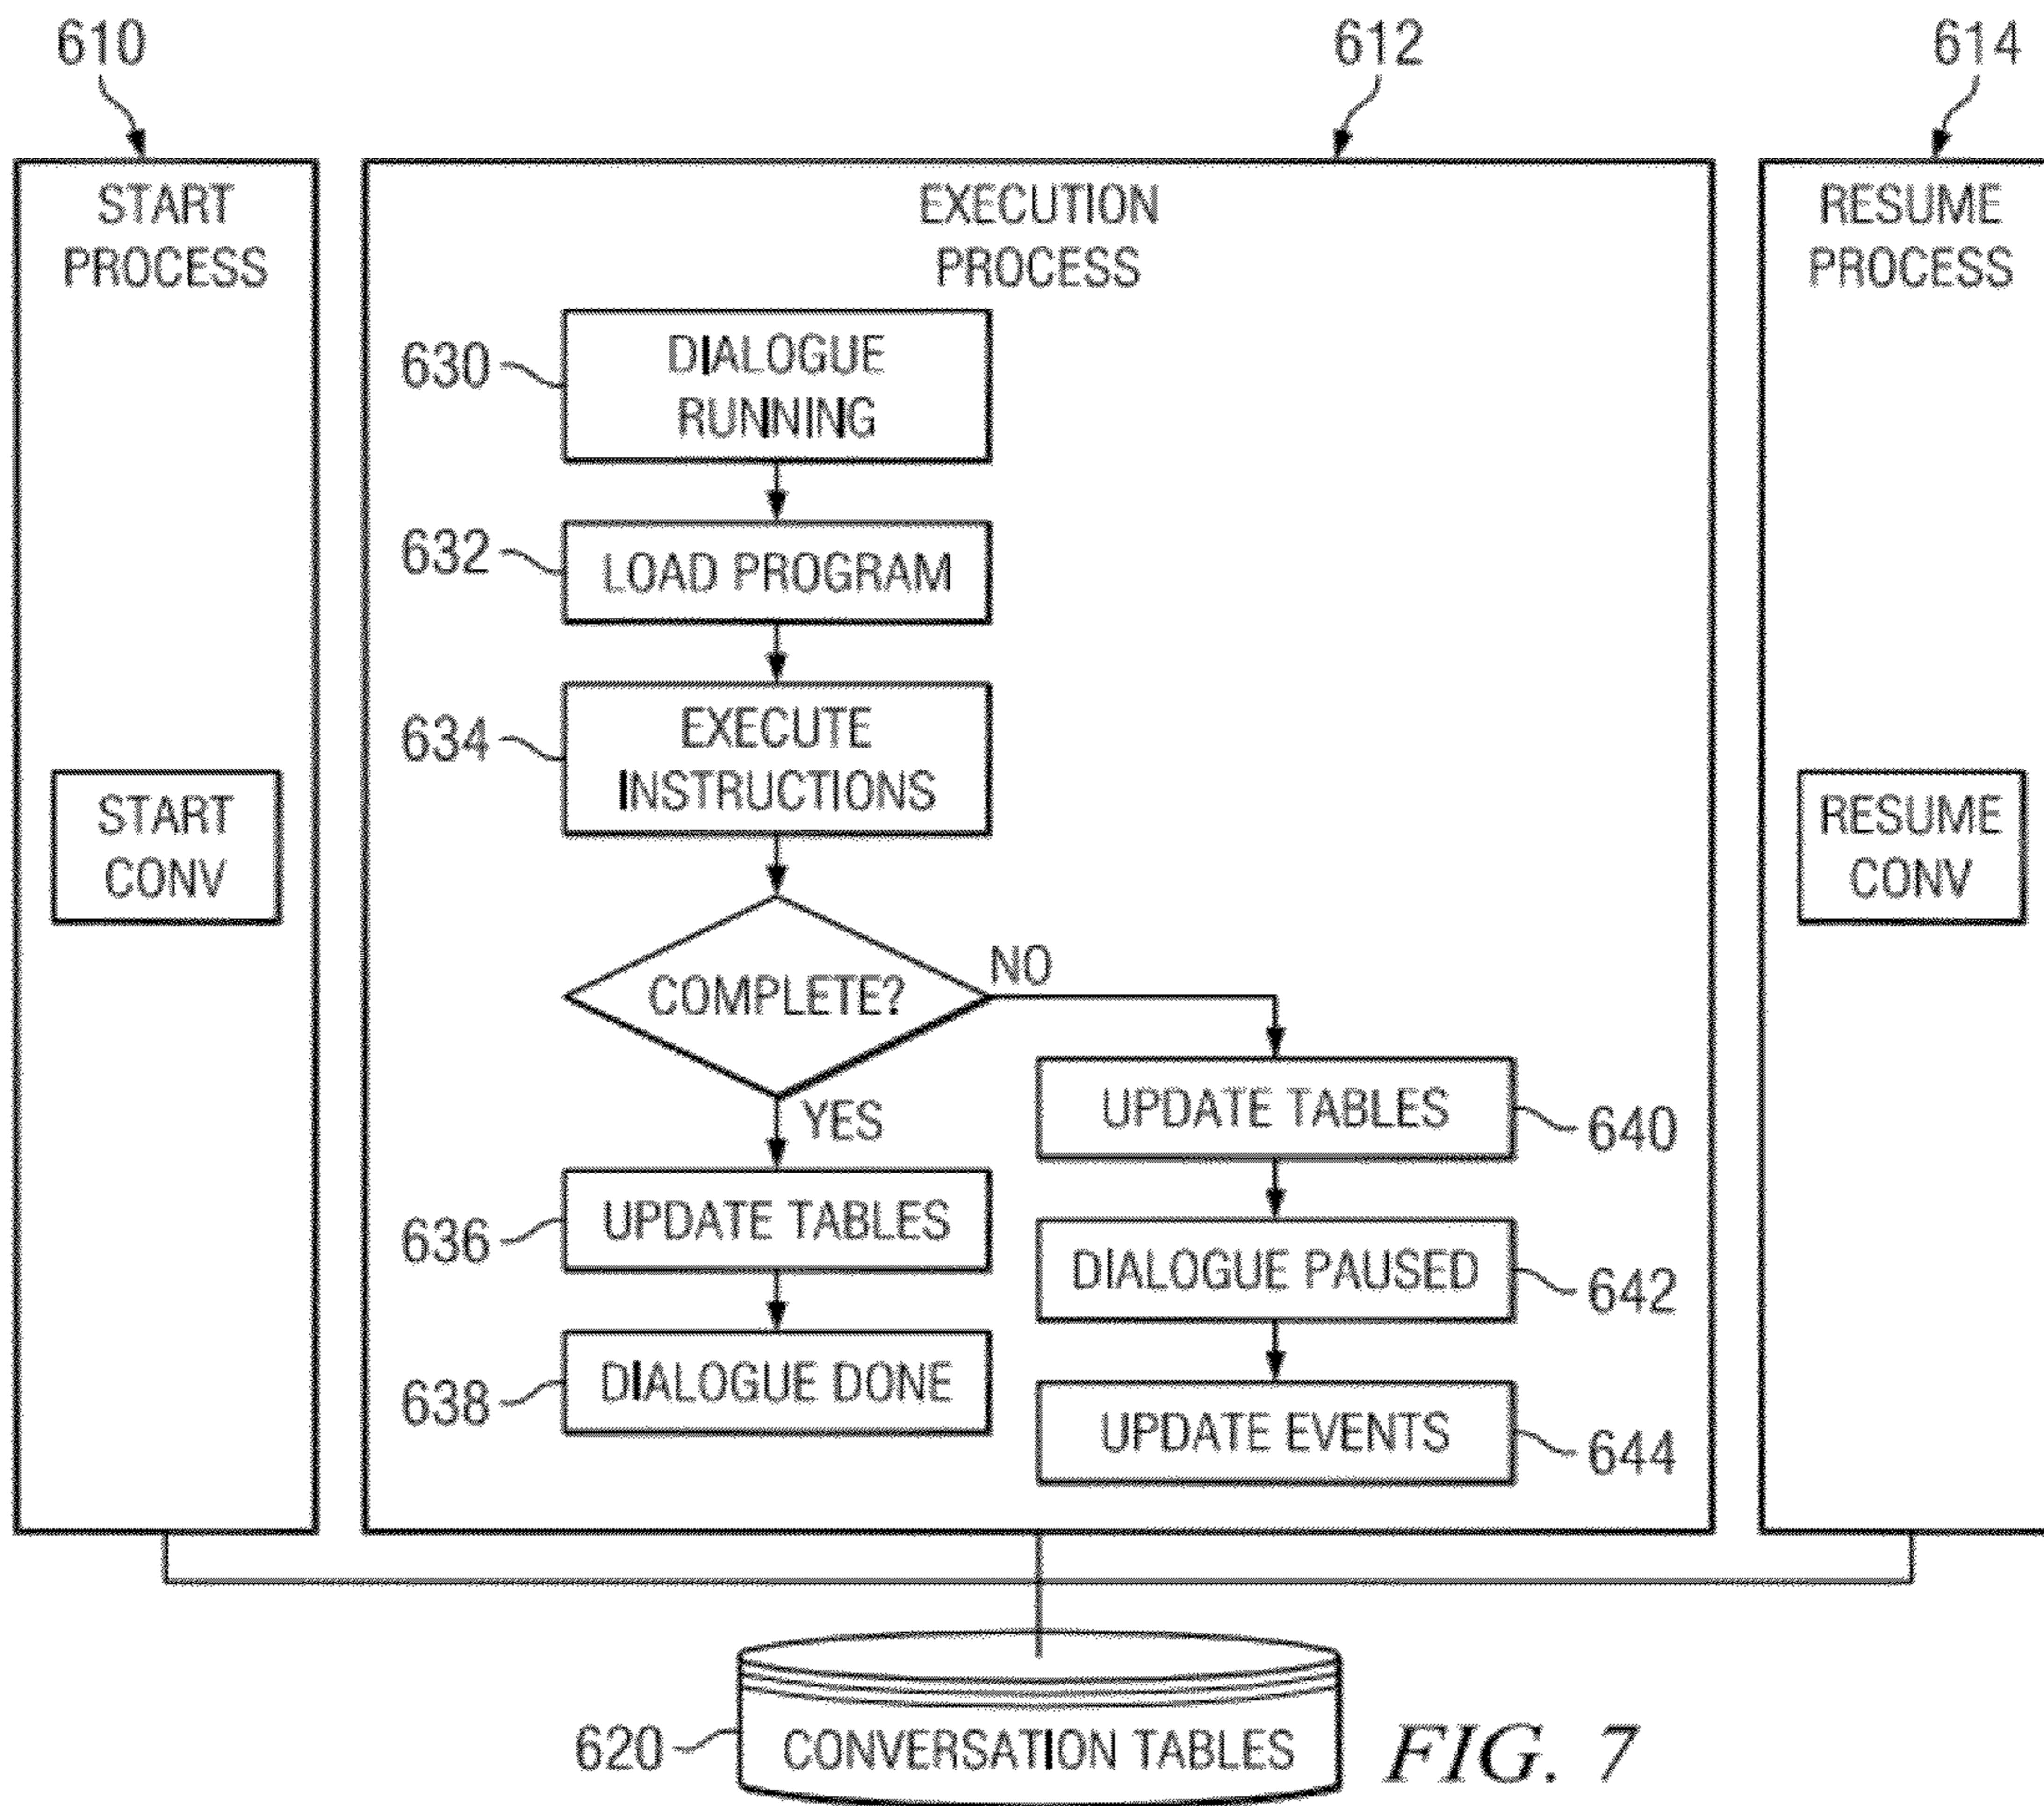 610
612
614
START
PROCESS
EXECUTION
PROCESS
RESUME
PROCESS
630
DIALOGUE
RUNNING
632
LOAD PROGRAM
634
EXECUTE
INSTRUCTIONS
START
CONV
RESUME
CONV
COMPLETE?
NO
YES
UPDATE TABLES
640
636
UPDATE TABLES
DIALOGUE PAUSED
642
638
DIALOGUE DONE
UPDATE EVENTS
644
620
CONVERSATION TABLES
FIG. 7